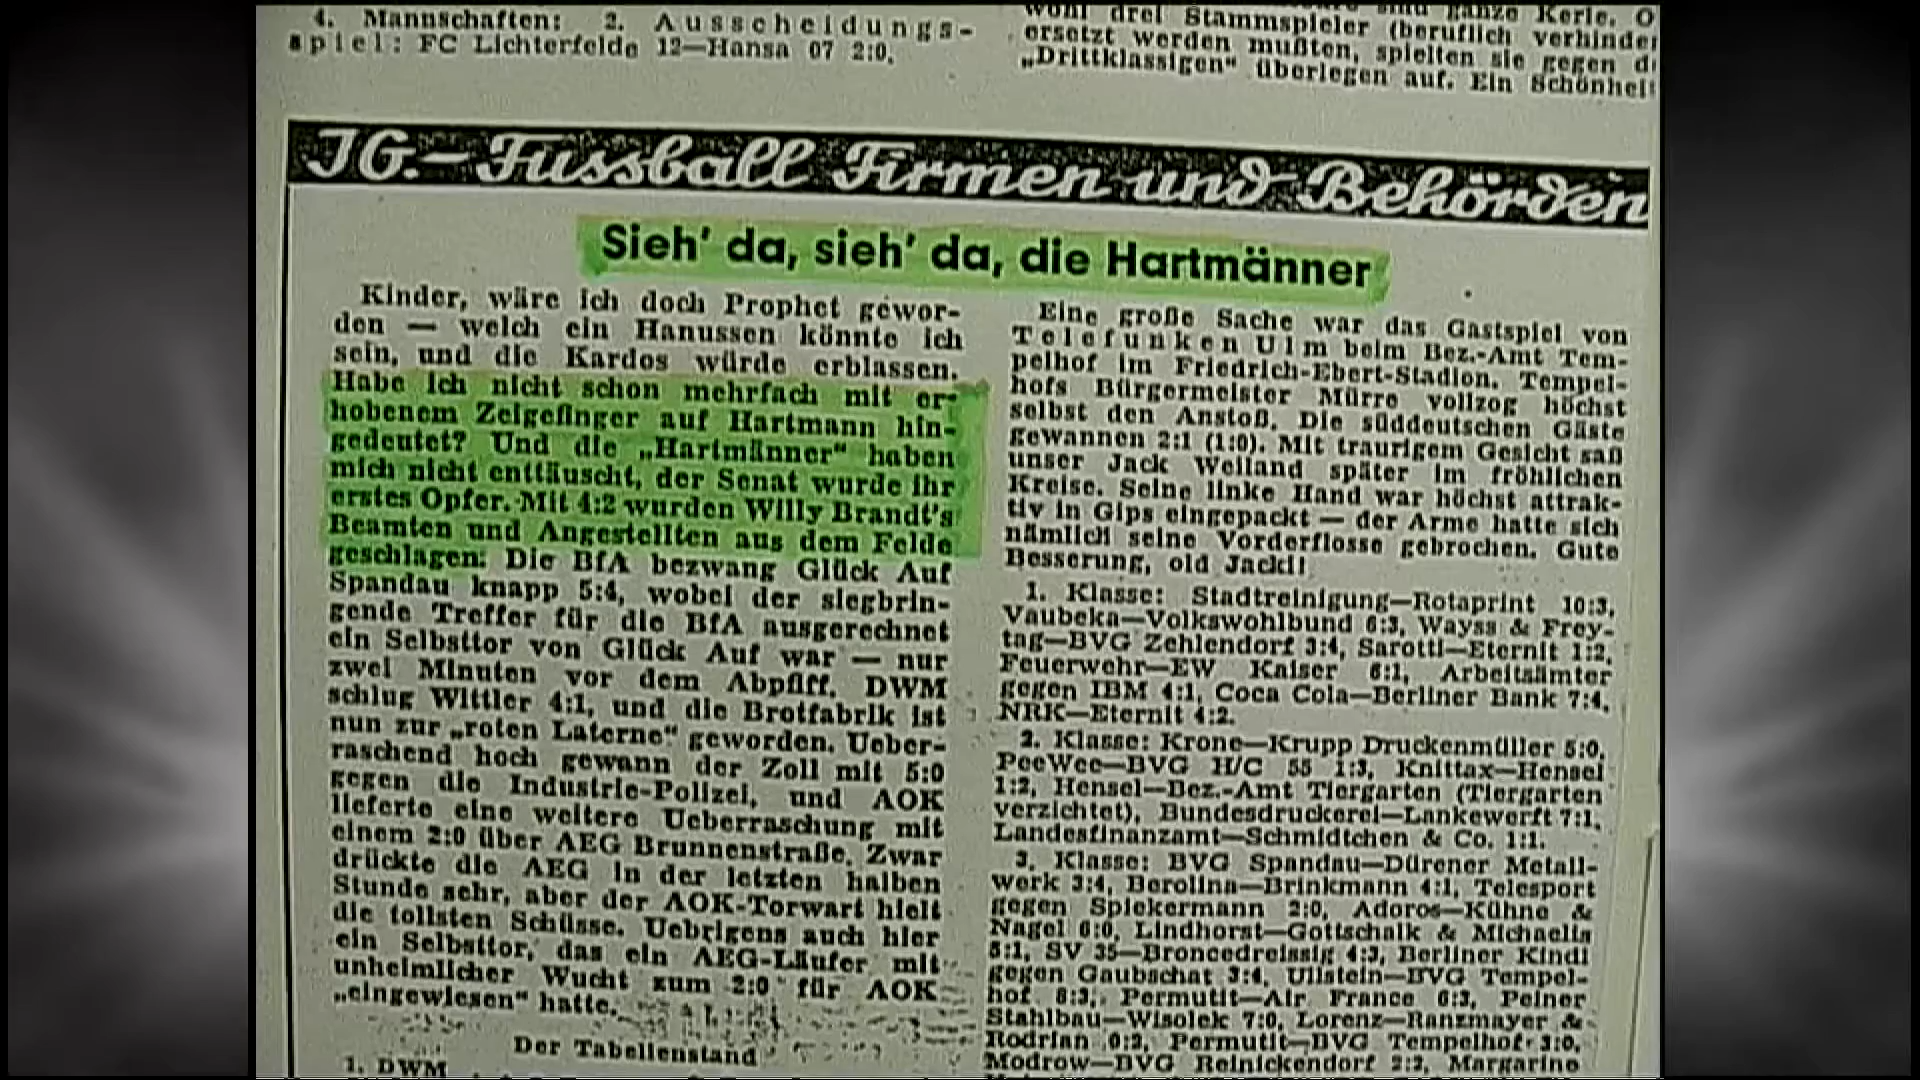 4. Mannschaften: 2. Ausscheidungs-
spiel: FC Lichterfelde 12—Hansa 07 2:0.
wohl drei Stammspieler (beruflich verhinder
ersetzt werden mußten, spielten sie gegen di
„Drittklassigen“ überlegen auf. Ein Schönheit
IG.-Fussball Firmen und Behörden
Sieh' da, sieh' da, die Hartmänner
Kinder, wäre ich doch Prophet gewor-
den — welch ein Hanussen könnte ich
sein, und die Kardos würde erblassen.
Habe ich nicht schon mehrfach mit er-
hobenem Zeigefinger auf Hartmann hin-
gedeutet? Und die „Hartmänner“ haben
mich nicht enttäuscht, der Senat wurde ihr
erstes Opfer. Mit 4:2 wurden Willy Brandt's
Beamten und Angestellten aus dem Felde
geschlagen. Die BfA bezwang Glück Auf
Spandau knapp 5:4, wobei der siegbrin-
gende Treffer für die BfA ausgerechnet
ein Selbsttor von Glück Auf war — nur
zwei Minuten vor dem Abpfiff. DWM
schlug Wittler 4:1, und die Brotfabrik ist
nun zur „roten Laterne“ geworden. Ueber-
raschend hoch gewann der Zoll mit 5:0
gegen die Industrie-Polizei, und AOK
lieferte eine weitere Ueberraschung mit
einem 2:0 über AEG Brunnenstraße. Zwar
drückte die AEG in der letzten halben
Stunde sehr, aber der AOK-Torwart hielt
die tollsten Schüsse. Uebrigens auch hier
ein Selbsttor, das ein AEG-Läufer mit
unheimlicher Wucht zum 2:0 für AOK
„eingewiesen“ hatte.
Der Tabellenstand
1. DWM
Eine große Sache war das Gastspiel von
Telefunken Ulm beim Bez.-Amt Tem-
pelhof im Friedrich-Ebert-Stadion. Tempel-
hofs Bürgermeister Mürre vollzog höchst
selbst den Anstoß. Die süddeutschen Gäste
gewannen 2:1 (1:0). Mit traurigem Gesicht saß
unser Jack Weiland später im fröhlichen
Kreise. Seine linke Hand war höchst attrak-
tiv in Gips eingepackt — der Arme hatte sich
nämlich seine Vorderflosse gebrochen. Gute
Besserung, old Jacki!
1. Klasse: Stadtreinigung—Rotaprint 10:3,
Vaubeka—Volkswohlbund 6:3, Wayss & Frey-
tag—BVG Zehlendorf 3:4, Sarotti—Eternit 1:2,
Feuerwehr—EW Kaiser 6:1, Arbeitsämter
gegen IBM 4:1, Coca Cola—Berliner Bank 7:4,
NRK—Eternit 4:2.
2. Klasse: Krone—Krupp Druckenmüller 5:0,
PeeWee—BVG H/C 55 1:3, Knittax—Hensel
1:2, Hensel—Bez.-Amt Tiergarten (Tiergarten
verzichtet), Bundesdruckerei—Lankewerft 7:1,
Landesfinanzamt—Schmidtchen & Co. 1:1.
3. Klasse: BVG Spandau—Dürener Metall-
werk 3:4, Berolina—Brinkmann 4:1, Telesport
gegen Spiekermann 2:0, Adoros—Kühne &
Nagel 6:0, Lindhorst—Gottschalk & Michaelis
5:1, SV 35—Broncedreissig 4:3, Berliner Kindl
gegen Gaubschat 3:4, Ullstein—BVG Tempel-
hof 8:3, Permutit—Air France 6:3, Peiner
Stahlbau—Wisolek 7:0, Lorenz—Ranzmayer &
Rodrian 0:3, Permutit—BVG Tempelhof 3:0,
Modrow—BVG Reinickendorf 2:2, Margarine